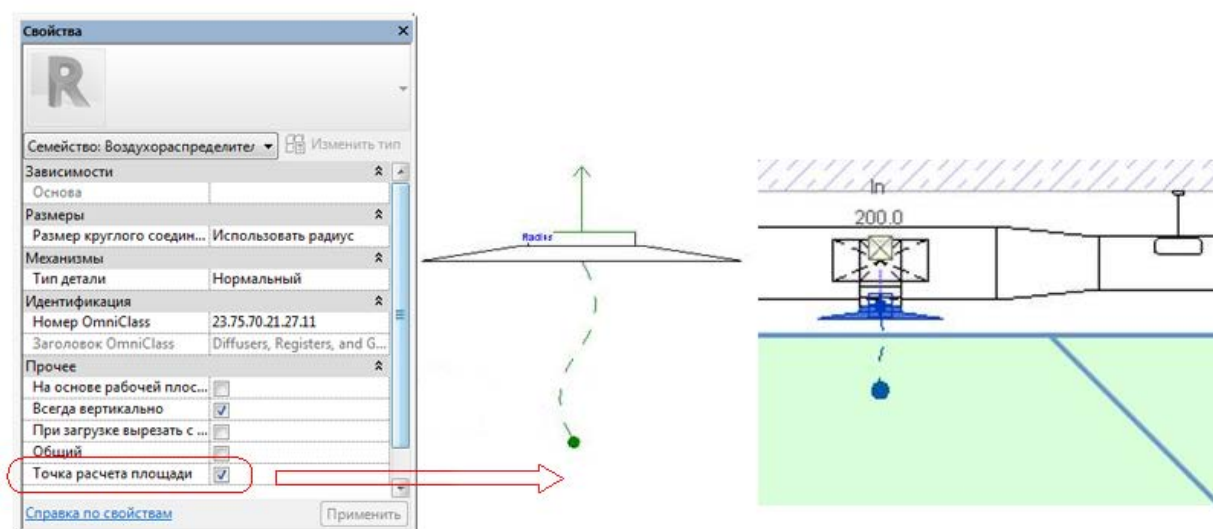 Свойства
R
Семейство: Воздухораспределител
Изменить тип
Зависимости
Основа
Размеры
Размер круглого соедин... Использовать радиус
Механизмы
Тип детали Нормальный
Идентификация
Номер OmniClass 23.75.70.21.27.11
Заголовок OmniClass Diffusers, Registers, and G...
Прочее
На основе рабочей плос...
Всегда вертикально
При загрузке вырезать с ...
Общий
Точка расчета площади
Справка по свойствам
Применить
Radius
In
200.0